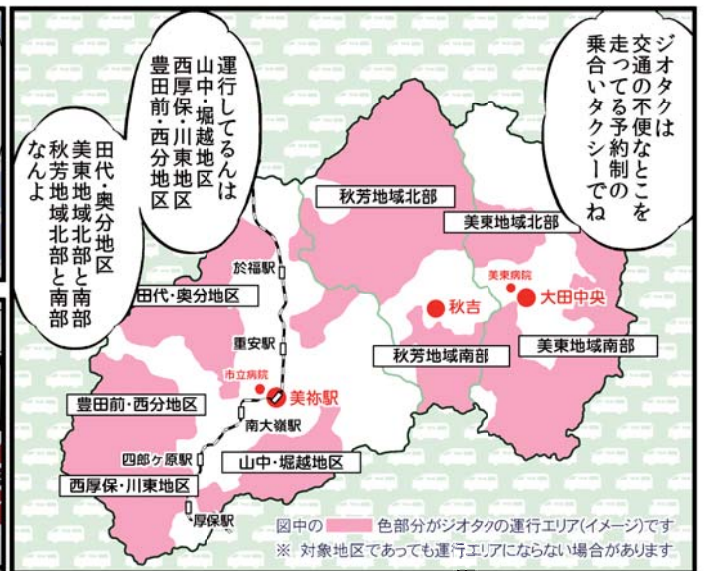 ジオタクは
交通の不便なとこを
走ってる予約制の
乗合いタクシーでね
運行してるんは
山中・堀越地区
西厚保・川東地区
豊田前・西分地区
田代・奥分地区
美東地域北部と南部
秋芳地域北部と南部
なんよ
秋芳地域北部
美東地域北部
於福駅
美東病院
田代・奥分地区
秋吉
大田中央
重安駅
秋芳地域南部
美東地域南部
市立病院
美祢駅
豊田前・西分地区
南大嶺駅
四郎ヶ原駅
山中・堀越地区
西厚保・川東地区
厚保駅
図中の 色部分がジオタクの運行エリア(イメージ)です
※ 対象地区であっても運行エリアにならない場合があります